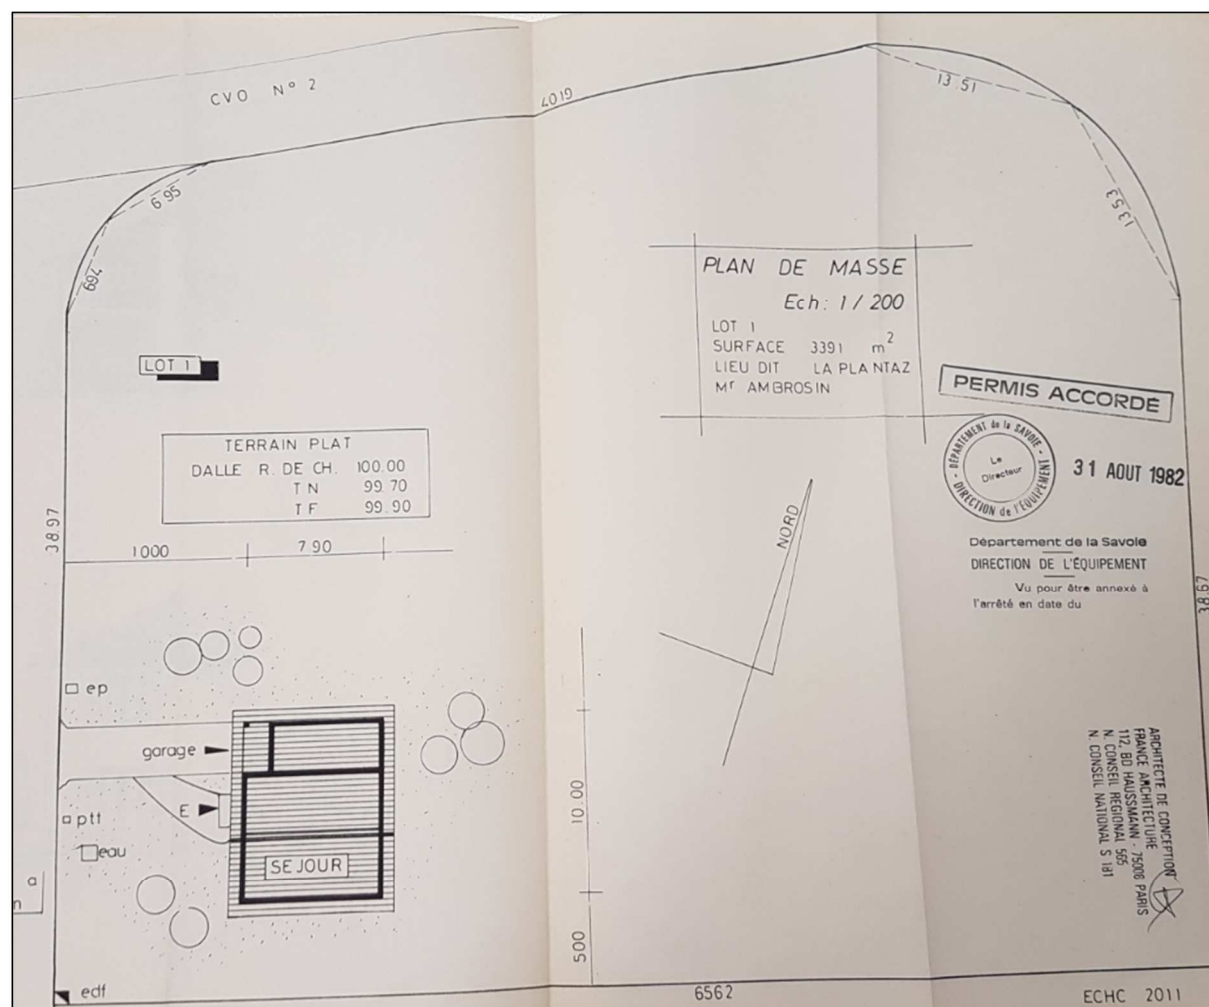 CVO Nº 2
4019
13.51
6.95
13.53
7.69
PLAN DE MASSE
Ech: 1/200
LOT 1
SURFACE 3391 m²
LIEU DIT LA PLANTAZ
Mr AMBROSIN
LOT 1
PERMIS ACCORDÉ
TERRAIN PLAT
DALLE R. DE CH. 100.00
TN 99.70
TF 99.90
DÉPARTEMENT de la SAVOIE
Le
Directeur
DIRECTION de l'ÉQUIPEMENT
31 AOUT 1982
NORD
38.97
1000
790
Département de la Savoie
DIRECTION DE L'ÉQUIPEMENT
Vu pour être annexé à
l'arrêté en date du
38.67
ep
garage
E
ptt
eau
SEJOUR
10.00
ARCHITECTE DE CONCEPTION
FRANCE ARCHITECTURE
112, BD HAUSSMANN - 75008 PARIS
N. CONSEIL REGIONAL 565
N. CONSEIL NATIONAL S 181
a
n
500
edf
6562
ECHC 2011